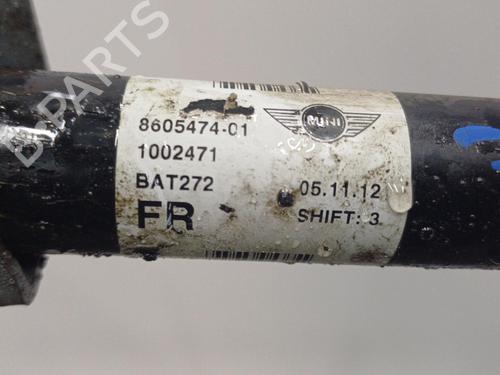 B-PARTS
8605474-01
MINI
1002471
BAT272
05.11.12
FR
SHIFT: 3